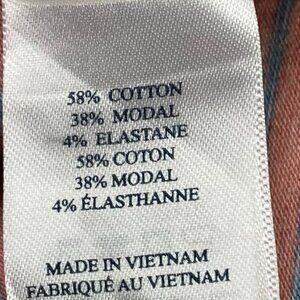 58% COTTON
38% MODAL
4% ELASTANE
58% COTON
38% MODAL
4% ÉLASTHANNE
MADE IN VIETNAM
FABRIQUÉ AU VIETNAM